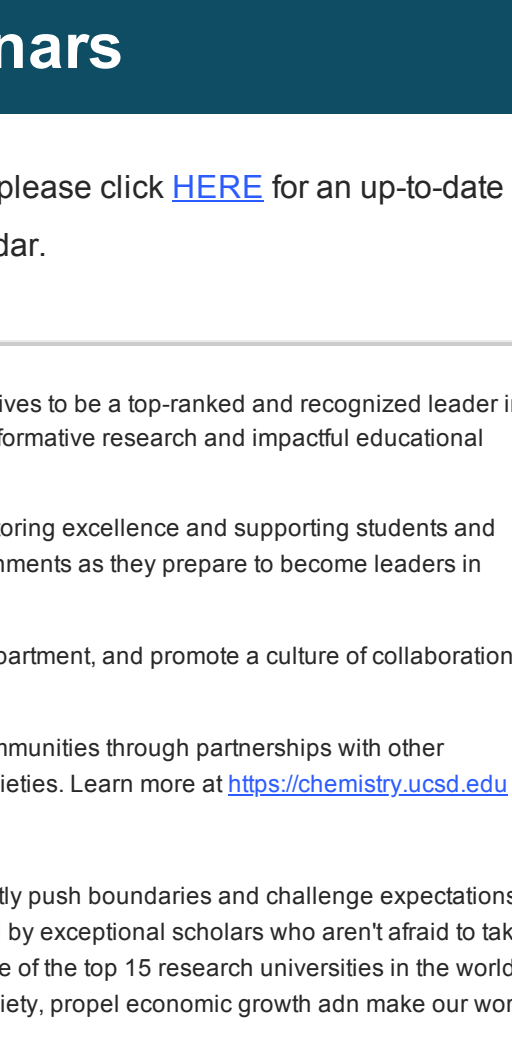 nars
please click HERE for an up-to-date
dar.
ives to be a top-ranked and recognized leader i
formative research and impactful educational
toring excellence and supporting students and
nments as they prepare to become leaders in
partment, and promote a culture of collaboration
mmunities through partnerships with other
ieties. Learn more at https://chemistry.ucsd.edu
tly push boundaries and challenge expectations
by exceptional scholars who aren't afraid to tak
e of the top 15 research universities in the world
iety, propel economic growth adn make our wor